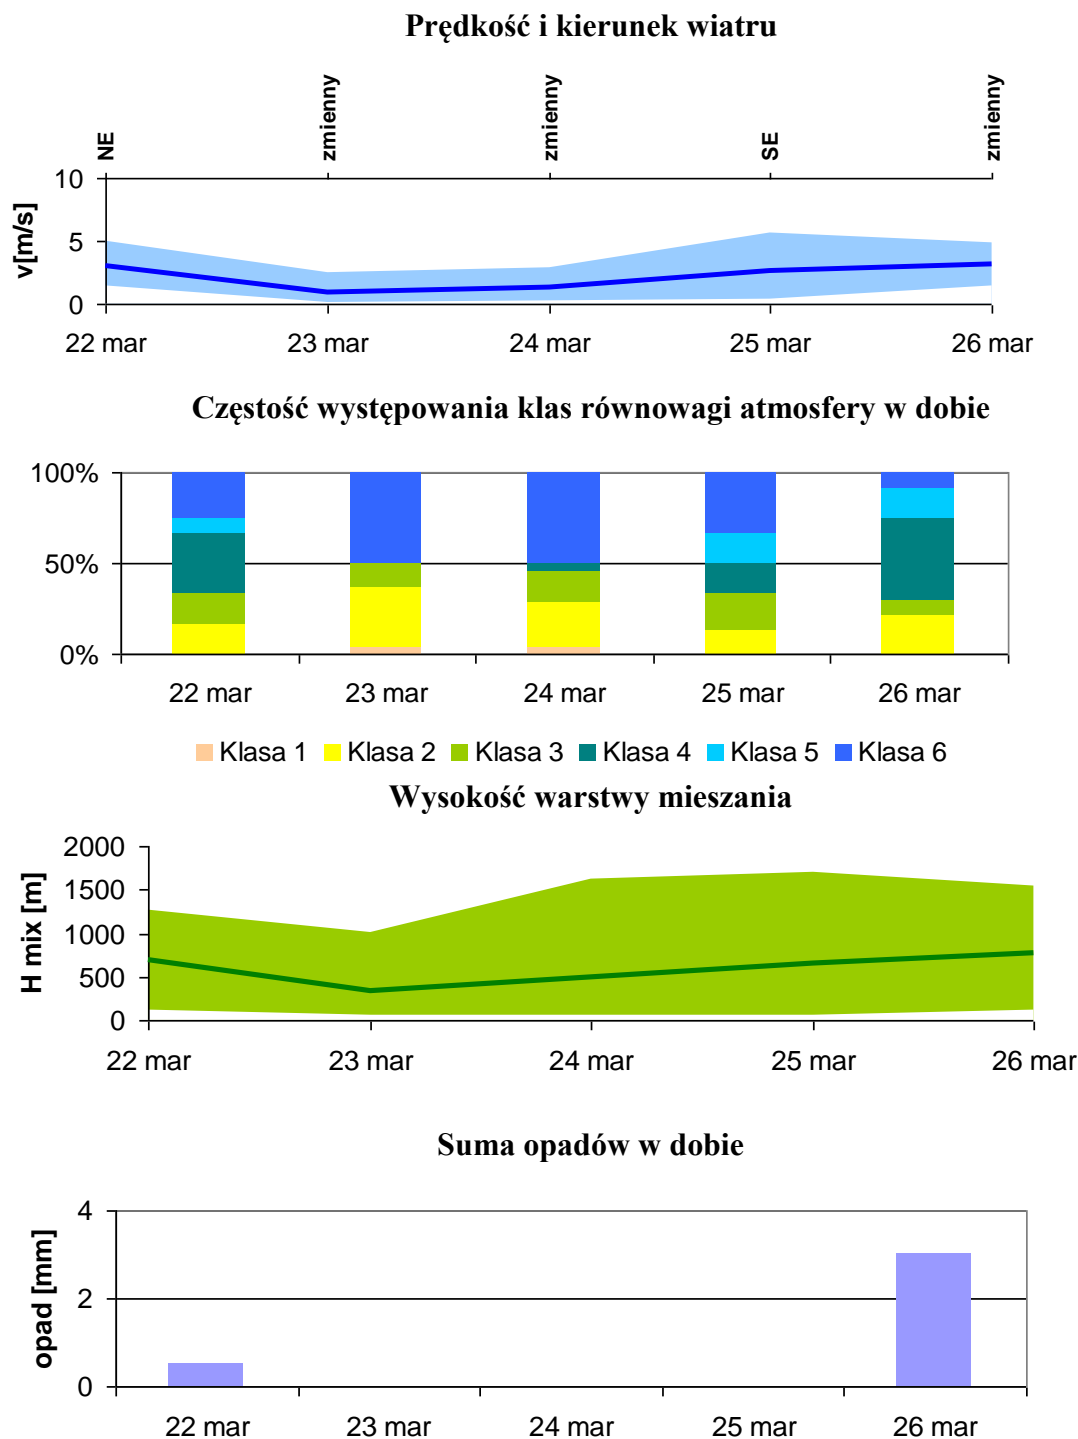 Prędkość i kierunek wiatru
NE zmienny zmienny SE zmienny
v[m/s]
10
5
0
22 mar 23 mar 24 mar 25 mar 26 mar
Częstość występowania klas równowagi atmosfery w dobie
100%
50%
0%
22 mar 23 mar 24 mar 25 mar 26 mar
Klasa 1 Klasa 2 Klasa 3 Klasa 4 Klasa 5 Klasa 6
Wysokość warstwy mieszania
H mix [m]
2000
1500
1000
500
0
22 mar 23 mar 24 mar 25 mar 26 mar
Suma opadów w dobie
opad [mm]
4
2
0
22 mar 23 mar 24 mar 25 mar 26 mar